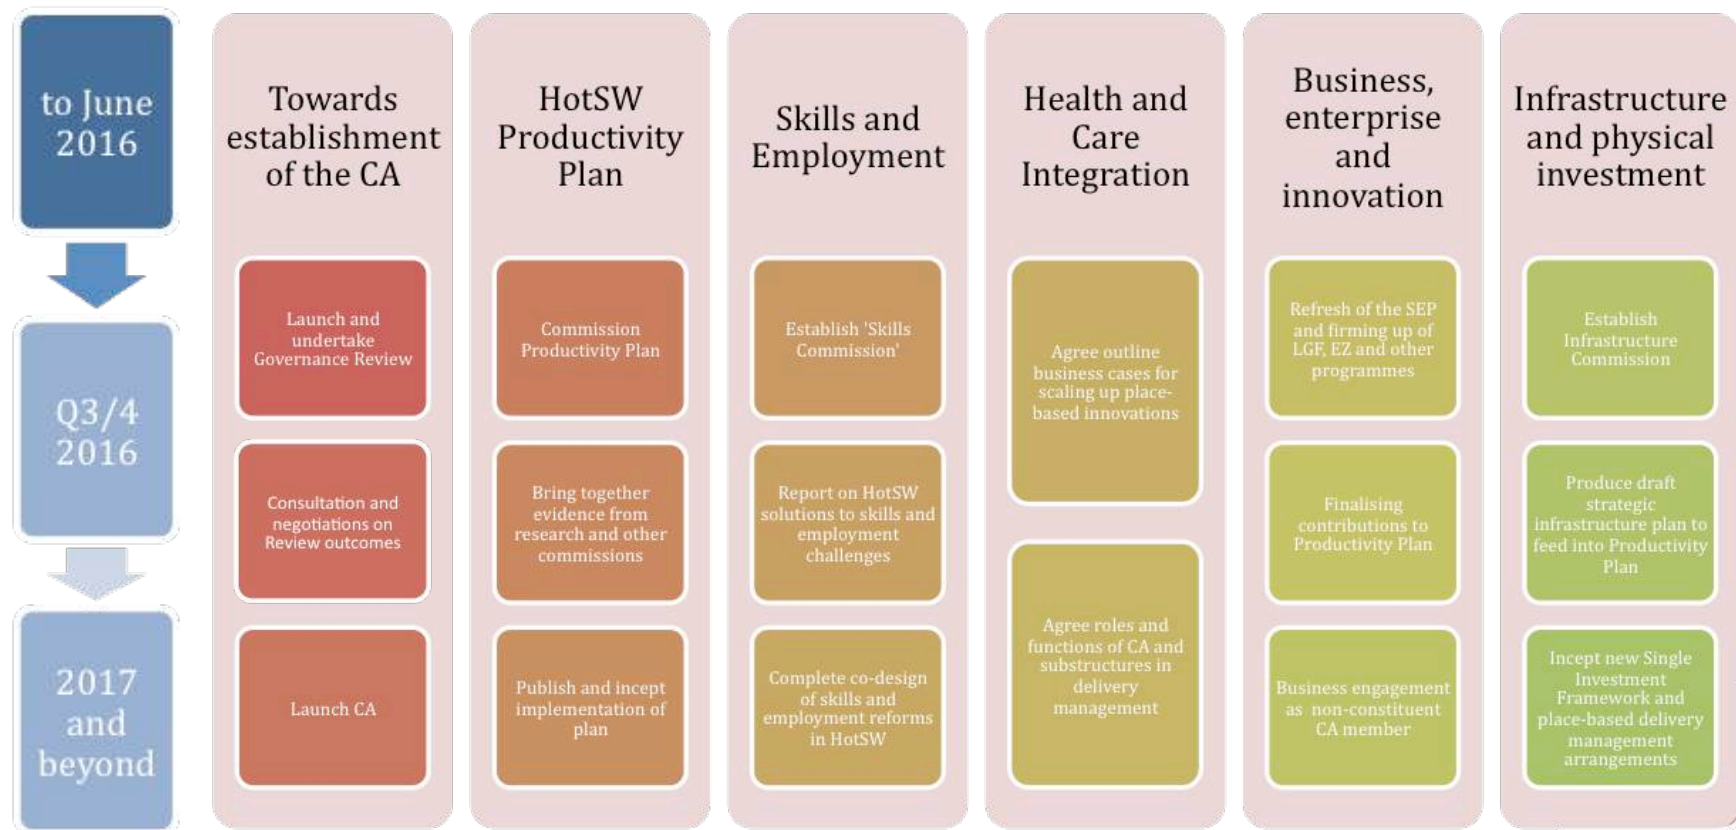 to June
2016
Q3/4
2016
2017
and
beyond
Towards
establishment
of the CA
Launch and
undertake
Governance Review
Consultation and
negotiations on
Review outcomes
Launch CA
HotSW
Productivity
Plan
Commission
Productivity Plan
Bring together
evidence from
research and other
commissions
Publish and incept
implementation of
plan
Skills and
Employment
Establish 'Skills
Commission'
Report on HotSW
solutions to skills and
employment
challenges
Complete co-design
of skills and
employment reforms
in HotSW
Health and
Care
Integration
Agree outline
business cases for
scaling up place-
based innovations
Agree roles and
functions of CA and
substructures in
delivery
management
Business,
enterprise
and
innovation
Refresh of the SEP
and firming up of
LGF, EZ and other
programmes
Finalising
contributions to
Productivity Plan
Business engagement
as non-constituent
CA member
Infrastructure
and physical
investment
Establish
Infrastructure
Commission
Produce draft
strategic
infrastructure plan to
feed into Productivity
Plan
Incept new Single
Investment
Framework and
place-based delivery
management
arrangements